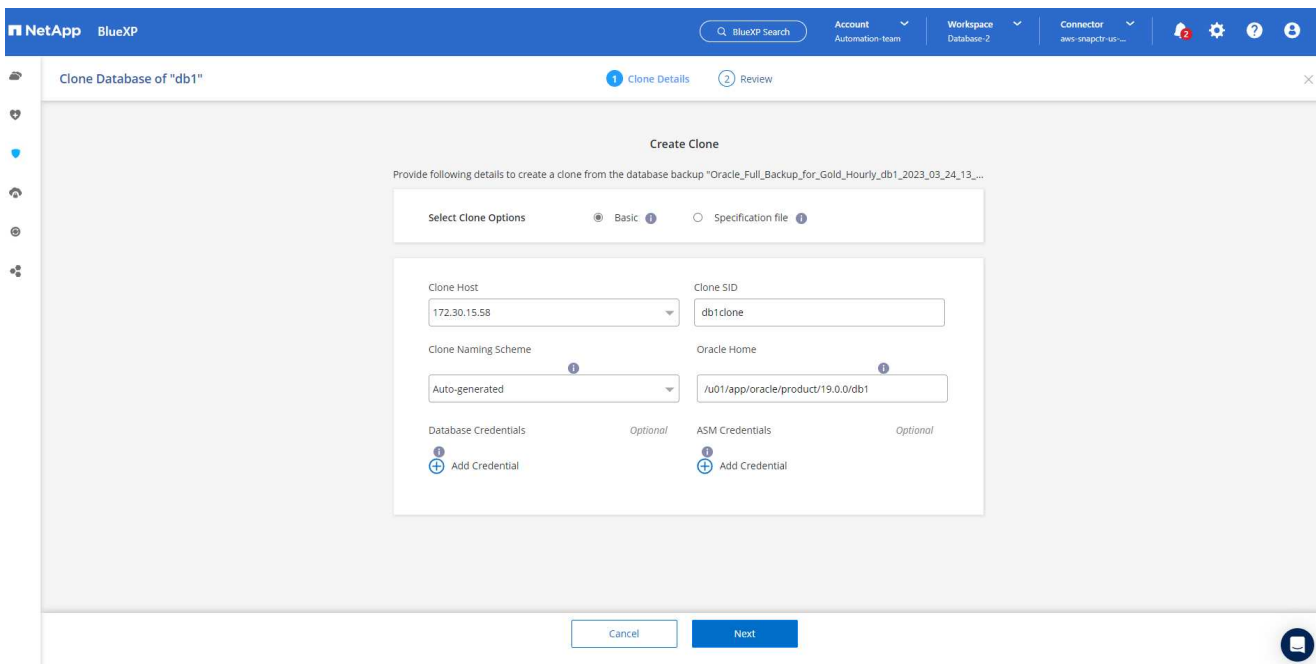 NetApp BlueXP
BlueXP Search
Account
Automation-team
Workspace
Database-2
Connector
aws-snapctr-us-...
2
Clone Database of "db1"
1 Clone Details
2 Review
Create Clone
Provide following details to create a clone from the database backup "Oracle_Full_Backup_for_Gold_Hourly_db1_2023_03_24_13_...
Select Clone Options
Basic
Specification file
Clone Host
Clone SID
172.30.15.58
db1clone
Clone Naming Scheme
Oracle Home
Auto-generated
/u01/app/oracle/product/19.0.0/db1
Database Credentials
Optional
ASM Credentials
Optional
Add Credential
Add Credential
Cancel
Next